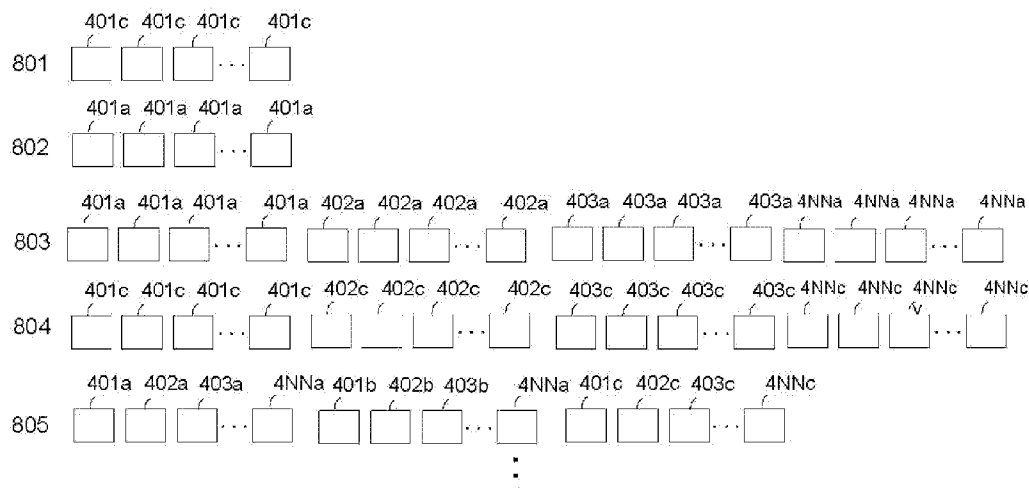 401c 401c 401c 401c
801 ...
401a 401a 401a 401a
802 ...
401a 401a 401a 401a 402a 402a 402a 402a 403a 403a 403a 403a 4NNa 4NNa 4NNa 4NNa
803 ... ... ... ...
401c 401c 401c 401c 402c 402c 402c 402c 403c 403c 403c 403c 4NNc 4NNc 4NNc 4NNc
804 ... ... ... ...
401a 402a 403a 4NNa 401b 402b 403b 4NNa 401c 402c 403c 4NNc
805 ... ... ...